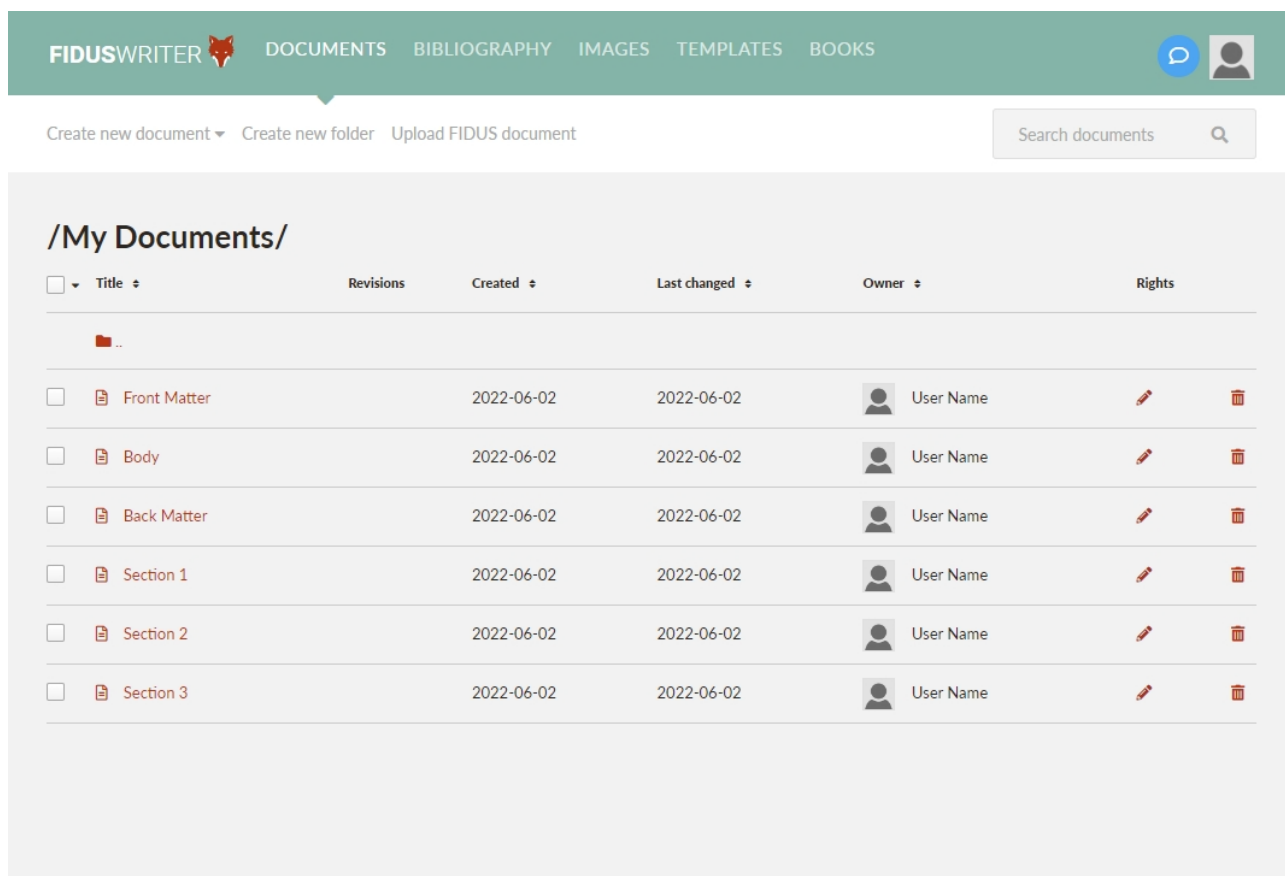 FIDUSWRITER DOCUMENTS BIBLIOGRAPHY IMAGES TEMPLATES BOOKS
Create new document Create new folder Upload FIDUS document Search documents
/My Documents/
Title Revisions Created Last changed Owner Rights
..
Front Matter 2022-06-02 2022-06-02 User Name
Body 2022-06-02 2022-06-02 User Name
Back Matter 2022-06-02 2022-06-02 User Name
Section 1 2022-06-02 2022-06-02 User Name
Section 2 2022-06-02 2022-06-02 User Name
Section 3 2022-06-02 2022-06-02 User Name